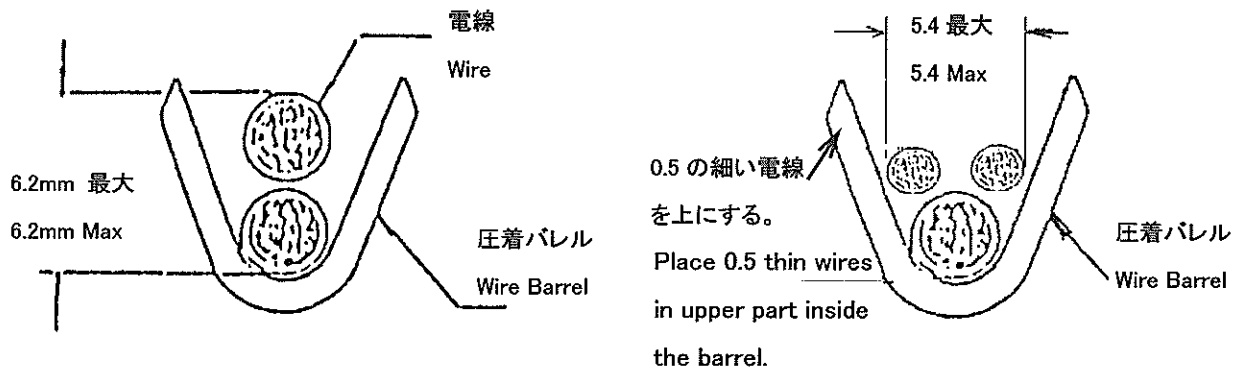 電線
Wire
6.2mm 最大
6.2mm Max
圧着バレル
Wire Barrel
5.4 最大
5.4 Max
0.5 の細い電線
を上にする。
Place 0.5 thin wires
in upper part inside
the barrel.
圧着バレル
Wire Barrel